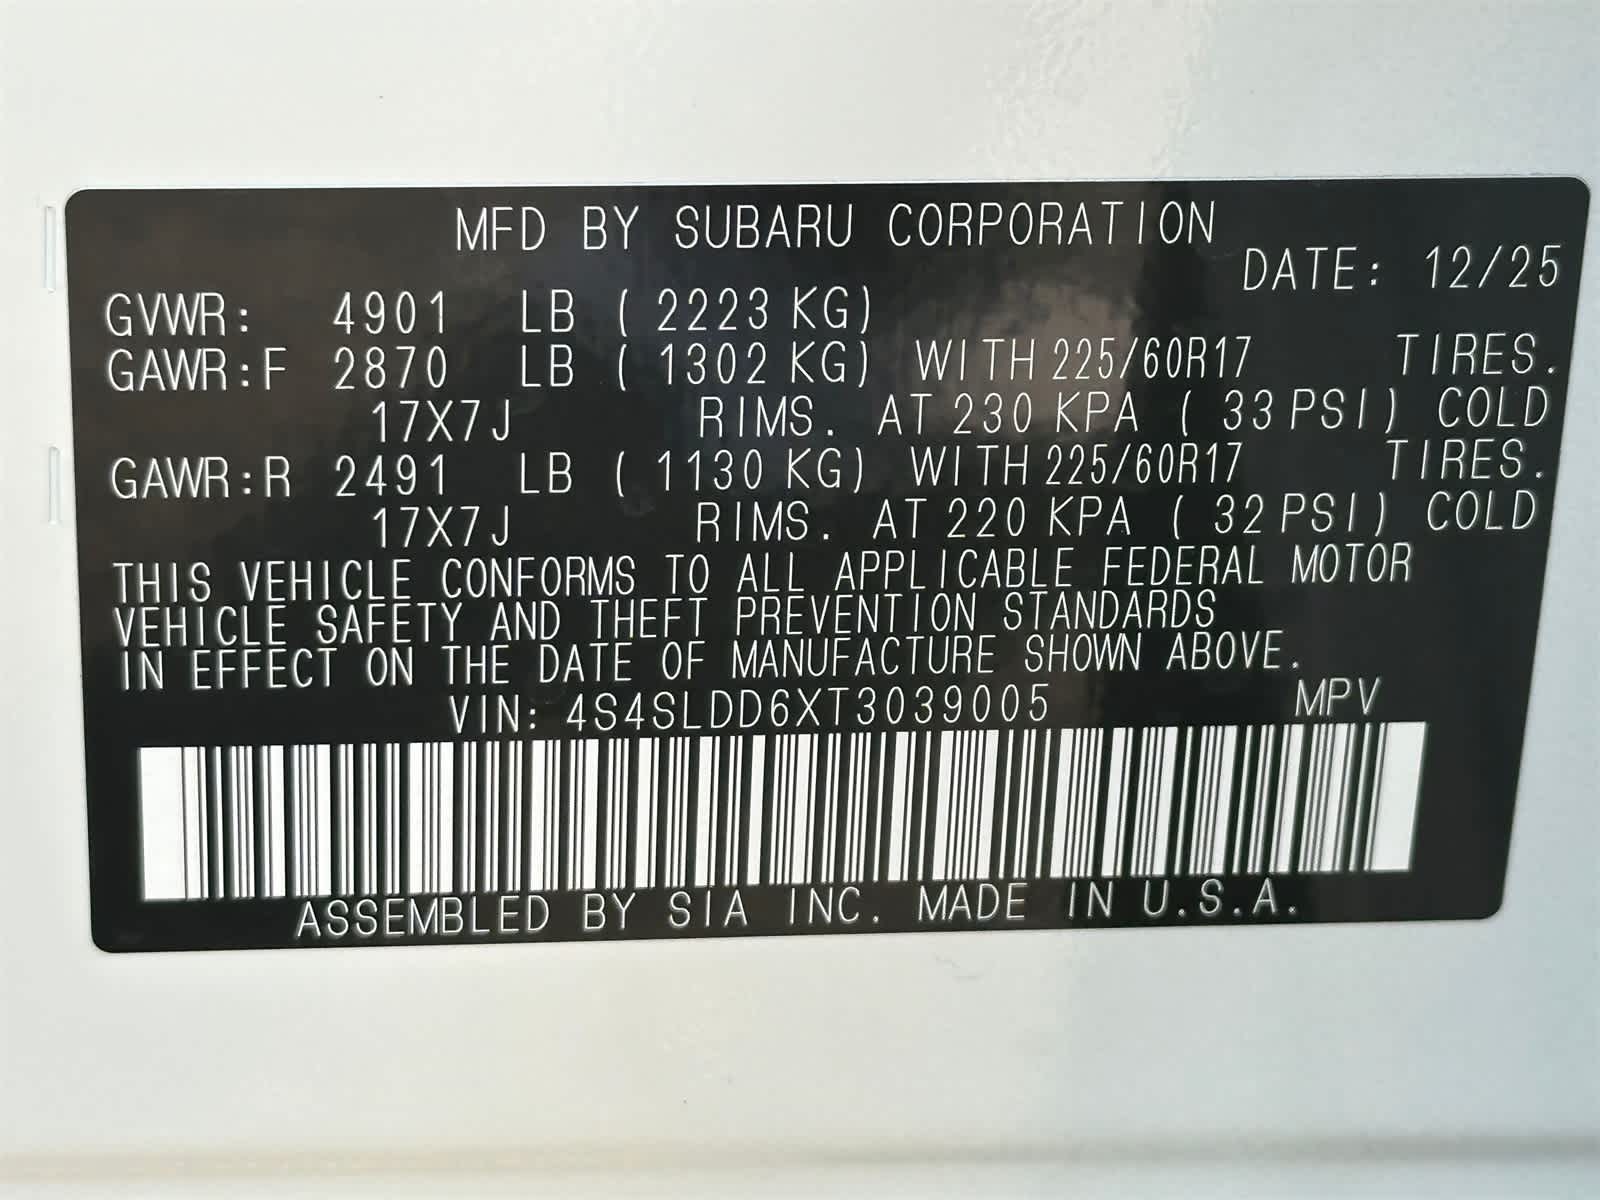 MFD BY SUBARU CORPORATION
DATE: 12/25
GVWR: 4901 LB ( 2223 KG)
GAWR:F 2870 LB ( 1302 KG) WITH 225/60R17 TIRES.
17X7J RIMS. AT 230 KPA ( 33 PSI) COLD
GAWR:R 2491 LB ( 1130 KG) WITH 225/60R17 TIRES.
17X7J RIMS. AT 220 KPA ( 32 PSI) COLD
THIS VEHICLE CONFORMS TO ALL APPLICABLE FEDERAL MOTOR
VEHICLE SAFETY AND THEFT PREVENTION STANDARDS
IN EFFECT ON THE DATE OF MANUFACTURE SHOWN ABOVE.
VIN: 4S4SLDD6XT3039005 MPV
ASSEMBLED BY SIA INC. MADE IN U.S.A.